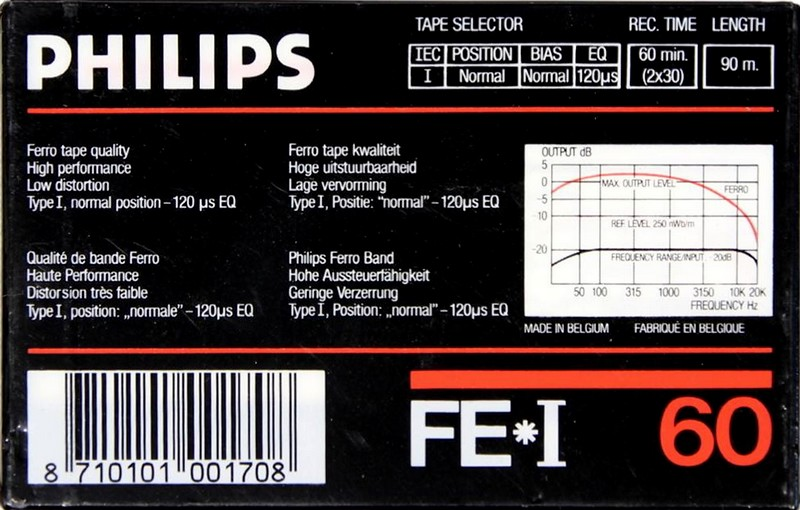 PHILIPS
TAPE SELECTOR
IEC POSITION BIAS EQ
I Normal Normal 120µs
REC. TIME
60 min.
(2x30)
LENGTH
90 m.
Ferro tape quality
High performance
Low distortion
Type I, normal position – 120 µs EQ
Ferro tape kwaliteit
Hoge uitstuurbaarheid
Lage vervorming
Type I, Positie: "normal" – 120µs EQ
Qualité de bande Ferro
Haute Performance
Distorsion très faible
Type I, position: „normale" – 120µs EQ
Philips Ferro Band
Hohe Aussteuerfähigkeit
Geringe Verzerrung
Type I, Position: „normal" – 120µs EQ
OUTPUT dB
5
0
-5
-10
-20
MAX. OUTPUT LEVEL
FERRO
REF. LEVEL 250 nWb/m
FREQUENCY RANGE/INPUT -20dB
50 100 315 1000 3150 10K 20K
FREQUENCY Hz
MADE IN BELGIUM FABRIQUÉ EN BELGIQUE
8 710101 001708
FE*I 60